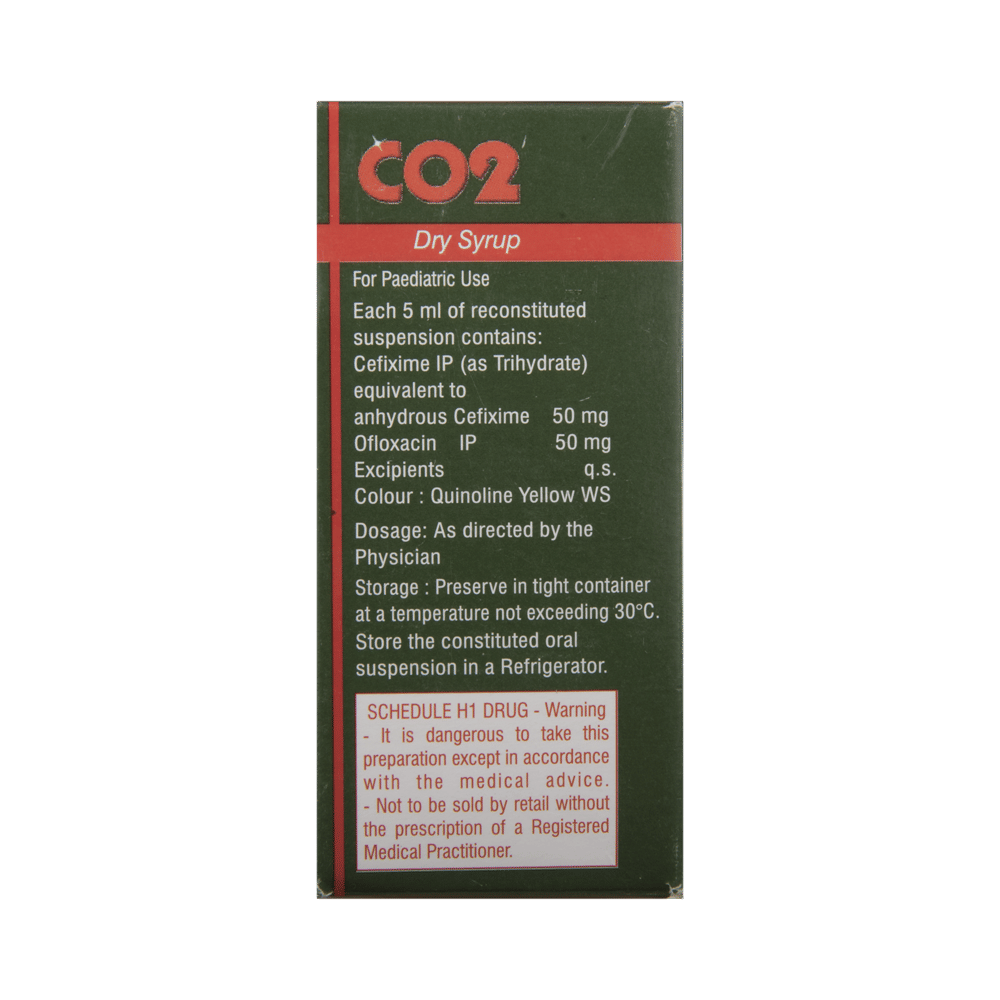 CO2
Dry Syrup
For Paediatric Use
Each 5 ml of reconstituted
suspension contains:
Cefixime IP (as Trihydrate)
equivalent to
anhydrous Cefixime 50 mg
Ofloxacin IP 50 mg
Excipients q.s.
Colour : Quinoline Yellow WS
Dosage: As directed by the
Physician
Storage : Preserve in tight container
at a temperature not exceeding 30°C.
Store the constituted oral
suspension in a Refrigerator.
SCHEDULE H1 DRUG - Warning
- It is dangerous to take this
preparation except in accordance
with the medical advice.
- Not to be sold by retail without
the prescription of a Registered
Medical Practitioner.